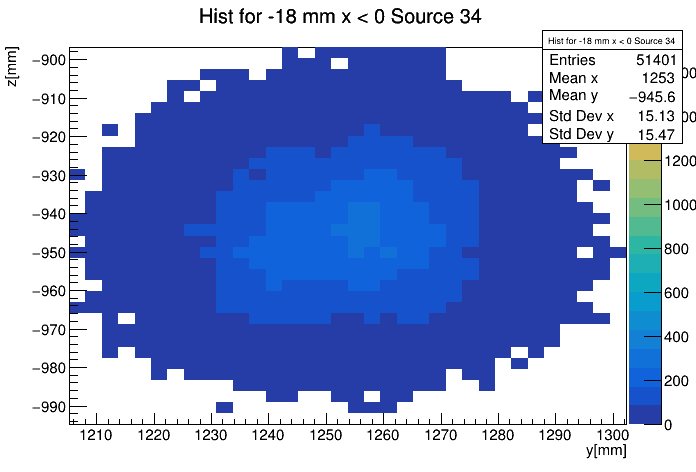 Hist for -18 mm x < 0 Source 34
Hist for -18 mm x < 0 Source 34
Entries 51401
Mean x 1253
Mean y −945.6
Std Dev x 15.13
Std Dev y 15.47
z[mm]
−900
−910
−920
−930
−940
−950
−960
−970
−980
−990
1210 1220 1230 1240 1250 1260 1270 1280 1290 1300
y[mm]
1200
1000
800
600
400
200
0